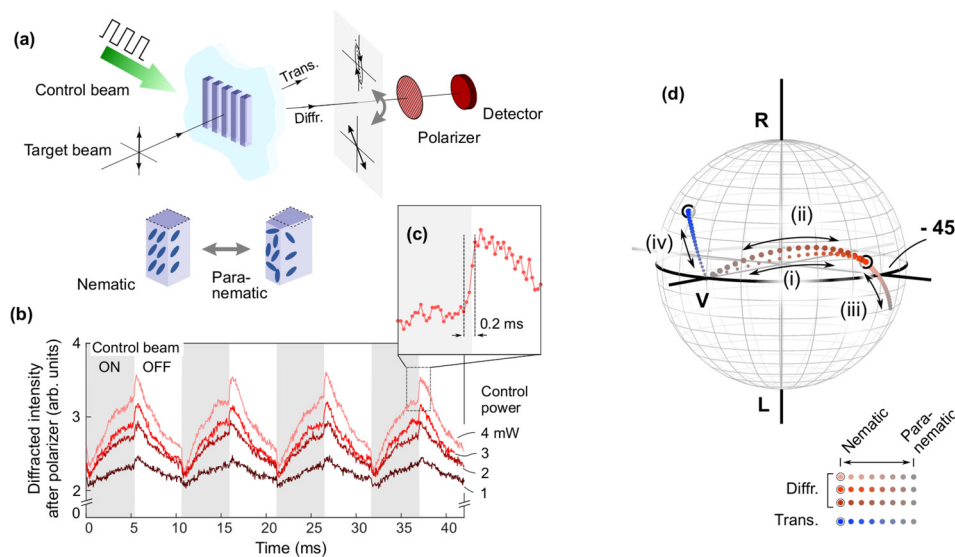 (a)
Control beam
Target beam
Trans.
Diffr.
Polarizer
Detector
Nematic
Para-
nematic
(b)
Diffracted intensity
after polarizer (arb. units)
4
3
2
0
Control beam
ON OFF
0 5 10 15 20 25 30 35 40
Time (ms)
Control
power
4 mW
3
2
1
(c)
0.2 ms
(d)
R
- 45
(ii)
(iv)
(i)
V
(iii)
L
Nematic
Para-
nematic
Diffr.
Trans.